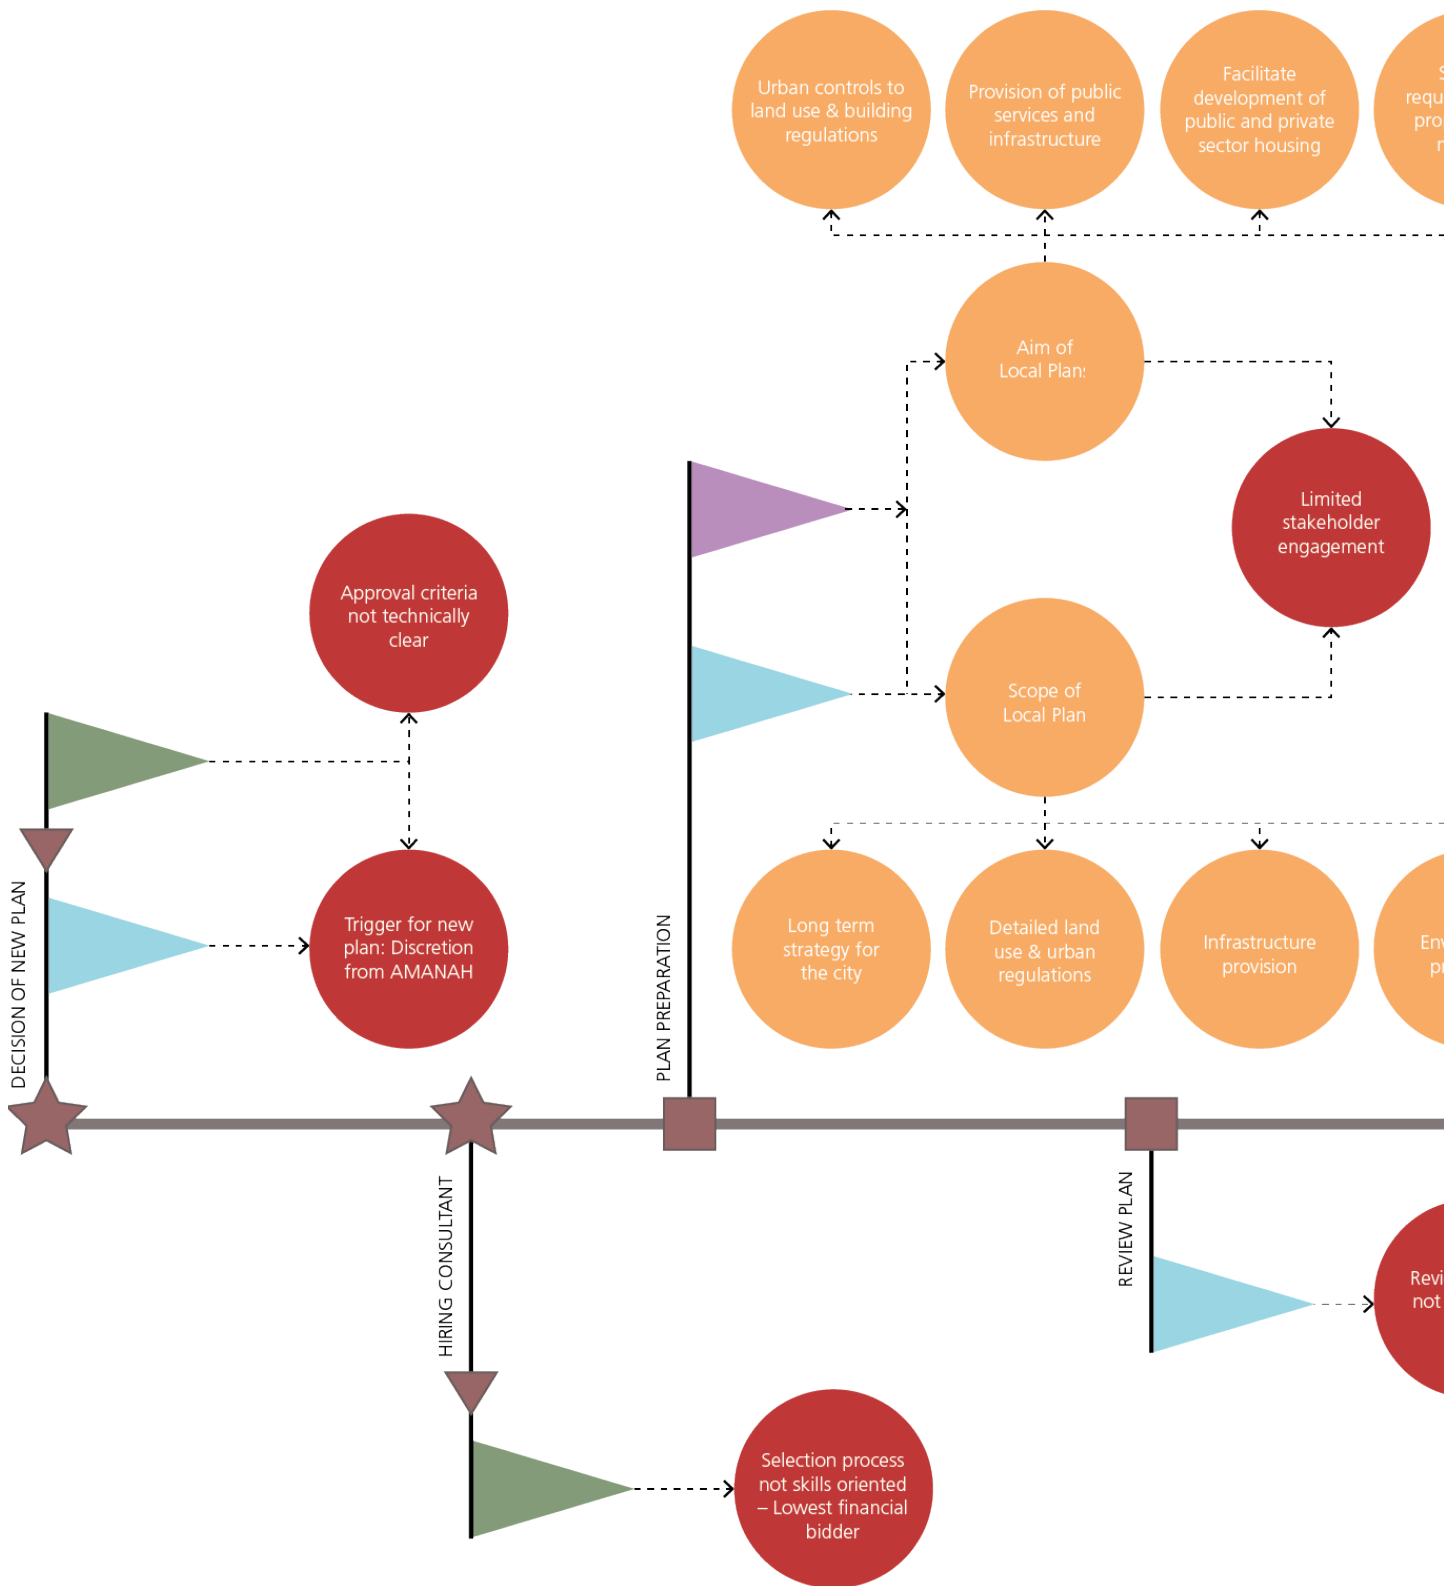 Urban controls to
land use & building
regulations
Provision of public
services and
infrastructure
Facilitate
development of
public and private
sector housing
Aim of
Local Plans
Limited
stakeholder
engagement
Approval criteria
not technically
clear
Scope of
Local Plan
Trigger for new
plan: Discretion
from AMANAH
Long term
strategy for
the city
Detailed land
use & urban
regulations
Infrastructure
provision
DECISION OF NEW PLAN
PLAN PREPARATION
HIRING CONSULTANT
REVIEW PLAN
not
Selection process
not skills oriented
– Lowest financial
bidder